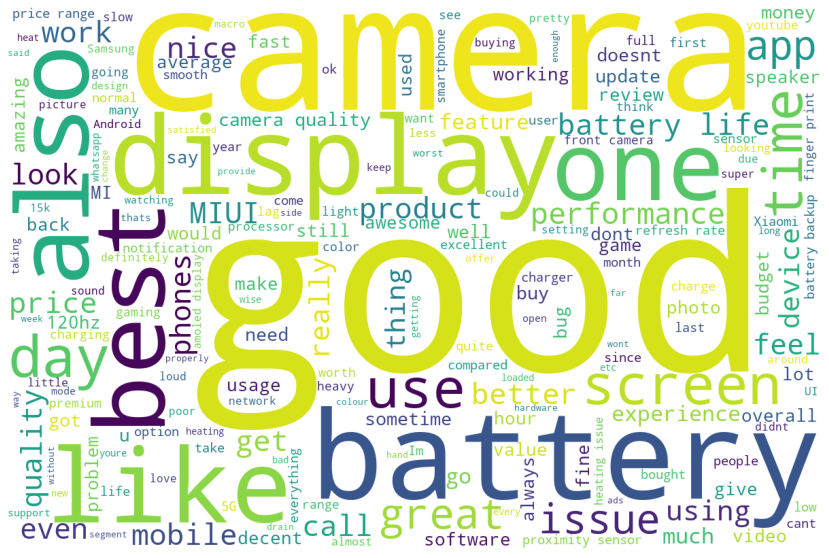 price range
slow
macro
see
pretty
money
heat
said
Samsung
work
nice
fast
camera
buying
enough
smartphone
full
first
youtube
app
going
average
ok
used
working
doesnt
update
speaker
design
smooth
picture
normal
many
Android
amazing
also
review
think
satisfied
camera quality
want
less
feature
user
battery life
sensor
looking
due
time
finger print
look
whatsapp
change
say
year
keep
display
worst
front camera
one
super
provide
MI
watching
thats
MIUI
come
could
product
performance
15k
back
best
lag
side
light
awesome
still
well
setting
dont
refresh rate
Xiaomi
long
battery backup
taking
would
processor
notification
definitely
color
excellent
game
month
device
budget
sound
phones
amoled display
make
wise
good
offer
thing
getting
charger
buy
open
bug
far
charge
photo
last
price
week
120hz
gaming
charging
need
really
quite
since
wont
etc
feel
around
day
properly
little
mode
way
premium
loud
usage
network
worth
heavy
colour
use
compared
loaded
better
hardware
screen
lot
UI
quality
got
poor
u
option
heating
take
sometime
hour
experience
overall
battery
didnt
like
problem
without
youre
get
bad
everything
hand
Im
go
value
always
fine
heating issue
bought
people
new
life
love
5G
range
every
give
support
even
segment
mobile
decent
drain
almost
call
great
software
issue
proximity sensor
ads
using
much
video
low
cant